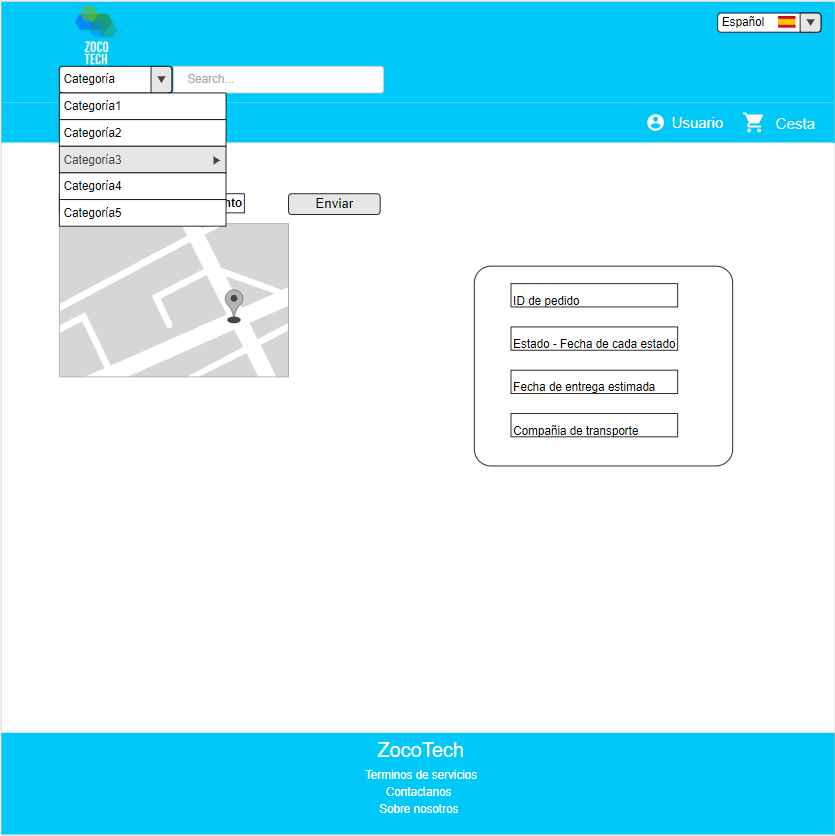 ZOCO
TECH
Español
Categoría
Search...
Categoría1
Categoría2
Categoría3
Categoría4
Categoría5
Usuario
Cesta
Enviar
ID de pedido
Estado - Fecha de cada estado
Fecha de entrega estimada
Compañia de transporte
ZocoTech
Terminos de servicios
Contactanos
Sobre nosotros